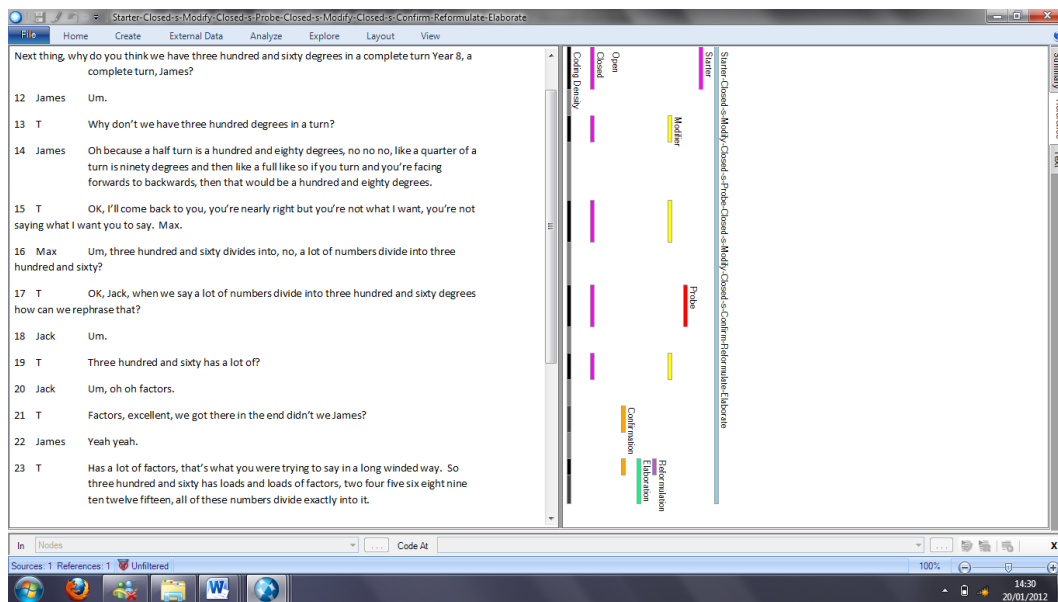 Starter-Closed-s-Modify-Closed-s-Probe-Closed-s-Modify-Closed-s-Confirm-Reformulate-Elaborate
File Home Create External Data Analyze Explore Layout View
Next thing, why do you think we have three hundred and sixty degrees in a complete turn Year 8, a
complete turn, James?
12 James Um.
13 T Why don't we have three hundred degrees in a turn?
14 James Oh because a half turn is a hundred and eighty degrees, no no no, like a quarter of a
turn is ninety degrees and then like a full like so if you turn and you're facing
forwards to backwards, then that would be a hundred and eighty degrees.
15 T OK, I'll come back to you, you're nearly right but you're not what I want, you're not
saying what I want you to say. Max.
16 Max Um, three hundred and sixty divides into, no, a lot of numbers divide into three
hundred and sixty?
17 T OK, Jack, when we say a lot of numbers divide into three hundred and sixty degrees
how can we rephrase that?
18 Jack Um.
19 T Three hundred and sixty has a lot of?
20 Jack Um, oh oh factors.
21 T Factors, excellent, we got there in the end didn't we James?
22 James Yeah yeah.
23 T Has a lot of factors, that's what you were trying to say in a long winded way. So
three hundred and sixty has loads and loads of factors, two four five six eight nine
ten twelve fifteen, all of these numbers divide exactly into it.
Coding Density
Closed
Open
Confirmation
Elaboration
Reformulation
Modifier
Probe
Starter
Starter-Closed-s-Modify-Closed-s-Probe-Closed-s-Modify-Closed-s-Confirm-Reformulate-Elaborate
Summary
Text
In Nodes ... Code At ... X
Sources: 1 References: 1 Unfiltered 100%
14:30
20/01/2012